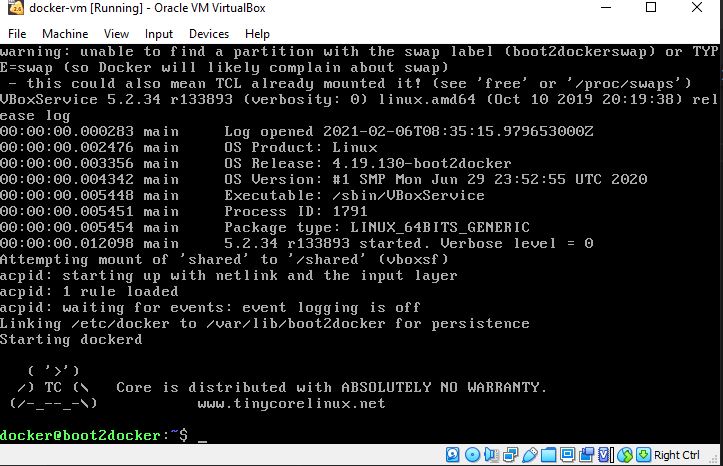 docker-vm [Running] - Oracle VM VirtualBox
File Machine View Input Devices Help
warning: unable to find a partition with the swap label (boot2dockerswap) or TYP
E=swap (so Docker will likely complain about swap)
 - this could also mean TCL already mounted it! (see 'free' or '/proc/swaps')
VBoxService 5.2.34 r133893 (verbosity: 0) linux.amd64 (Oct 10 2019 20:19:38) rel
ease log
00:00:00.000283 main     Log opened 2021-02-06T08:35:15.979653000Z
00:00:00.002476 main     OS Product: Linux
00:00:00.003356 main     OS Release: 4.19.130-boot2docker
00:00:00.004342 main     OS Version: #1 SMP Mon Jun 29 23:52:55 UTC 2020
00:00:00.005448 main     Executable: /sbin/VBoxService
00:00:00.005451 main     Process ID: 1791
00:00:00.005454 main     Package type: LINUX_64BITS_GENERIC
00:00:00.012098 main     5.2.34 r133893 started. Verbose level = 0
Attempting mount of 'shared' to '/shared' (vboxsf)
acpid: starting up with netlink and the input layer
acpid: 1 rule loaded
acpid: waiting for events: event logging is off
Linking /etc/docker to /var/lib/boot2docker for persistence
Starting dockerd
   ( '>')
  /) TC (\   Core is distributed with ABSOLUTELY NO WARRANTY.
 (/-_--_-\)           www.tinycorelinux.net
docker@boot2docker:~$ _
Right Ctrl